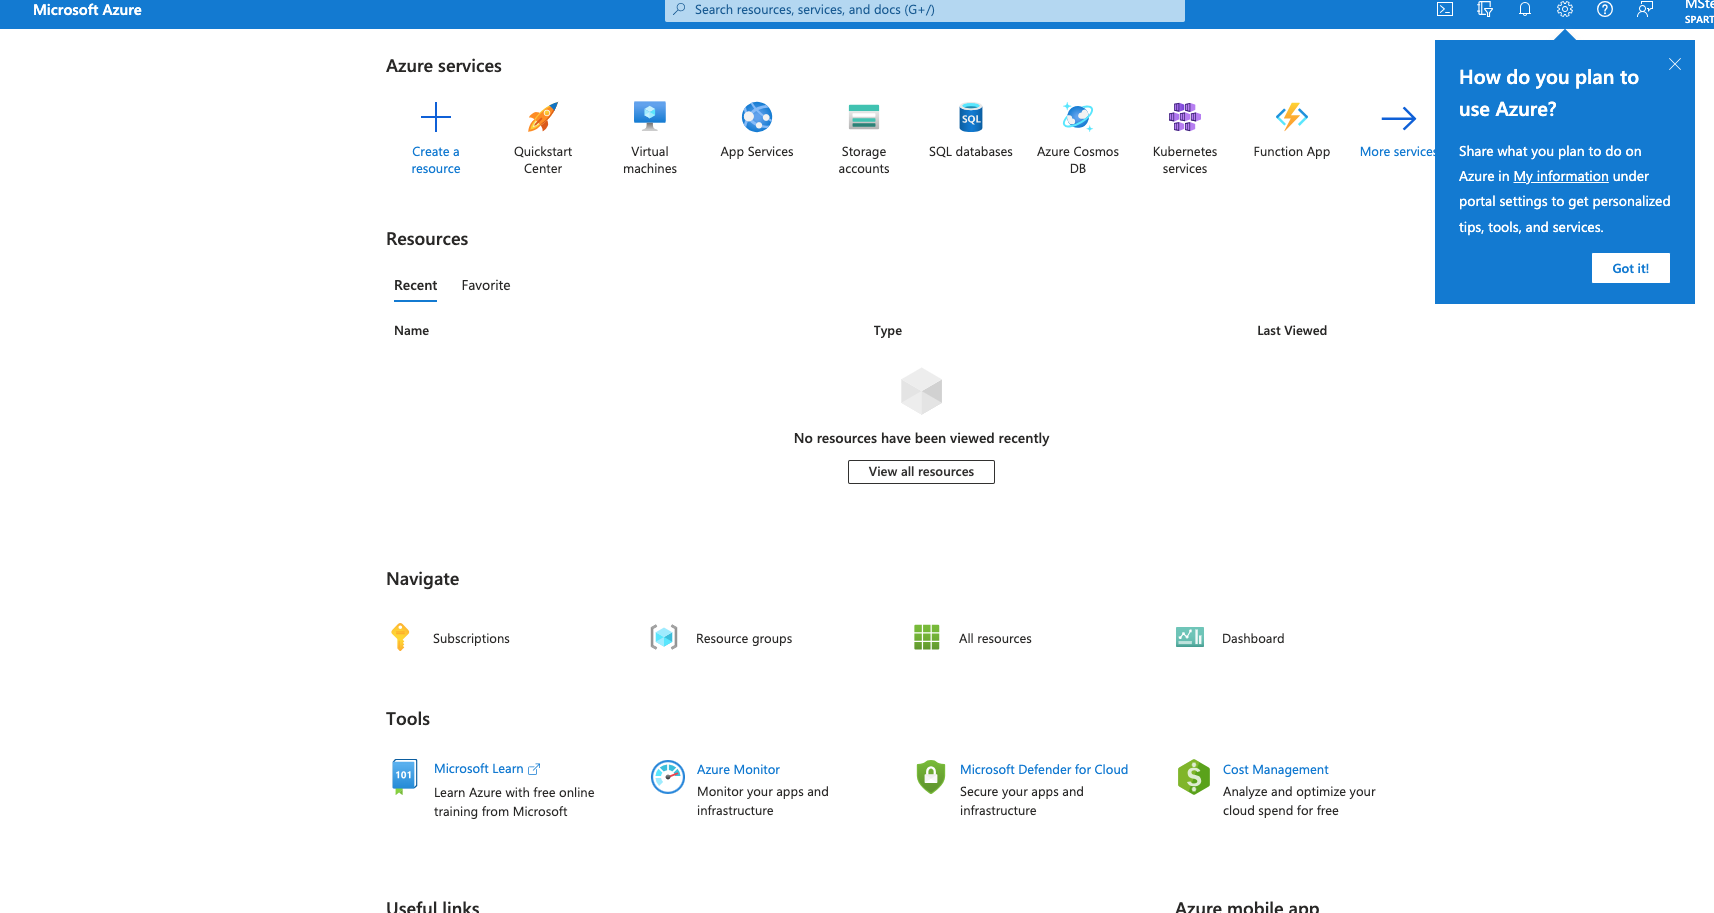 Microsoft Azure
Search resources, services, and docs (G+/)
MSte
SPART
How do you plan to
use Azure?
Share what you plan to do on
Azure in My information under
portal settings to get personalized
tips, tools, and services.
Got it!
Azure services
Create a
resource
Quickstart
Center
Virtual
machines
App Services
Storage
accounts
SQL
SQL databases
Azure Cosmos
DB
Kubernetes
services
Function App
More services
Resources
Recent
Favorite
Name
Type
Last Viewed
No resources have been viewed recently
View all resources
Navigate
Subscriptions
Resource groups
All resources
Dashboard
Tools
101
Microsoft Learn
Learn Azure with free online
training from Microsoft
Azure Monitor
Monitor your apps and
infrastructure
Microsoft Defender for Cloud
Secure your apps and
infrastructure
$
Cost Management
Analyze and optimize your
cloud spend for free
Useful links
Azure mobile app